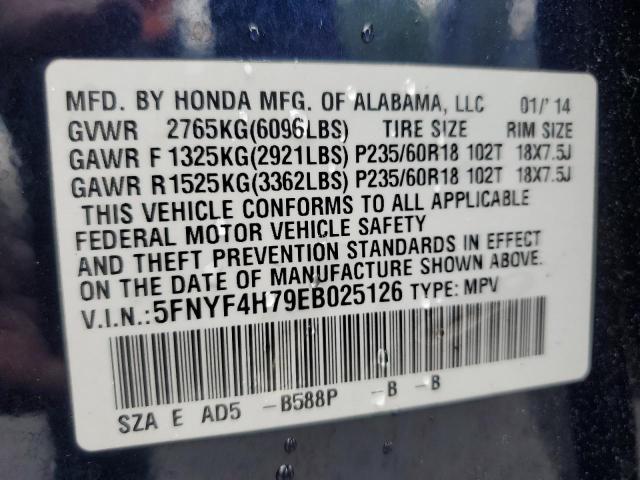 MFD. BY HONDA MFG. OF ALABAMA, LLC 01/'14
GVWR 2765KG(6096LBS) TIRE SIZE RIM SIZE
GAWR F 1325KG(2921LBS) P235/60R18 102T 18X7.5J
GAWR R 1525KG(3362LBS) P235/60R18 102T 18X7.5J
THIS VEHICLE CONFORMS TO ALL APPLICABLE
FEDERAL MOTOR VEHICLE SAFETY
AND THEFT PREVENTION STANDARDS IN EFFECT
ON THE DATE OF MANUFACTURE SHOWN ABOVE.
V.I.N.:5FNYF4H79EB025126 TYPE: MPV
SZA E AD5 -B588P -B -B